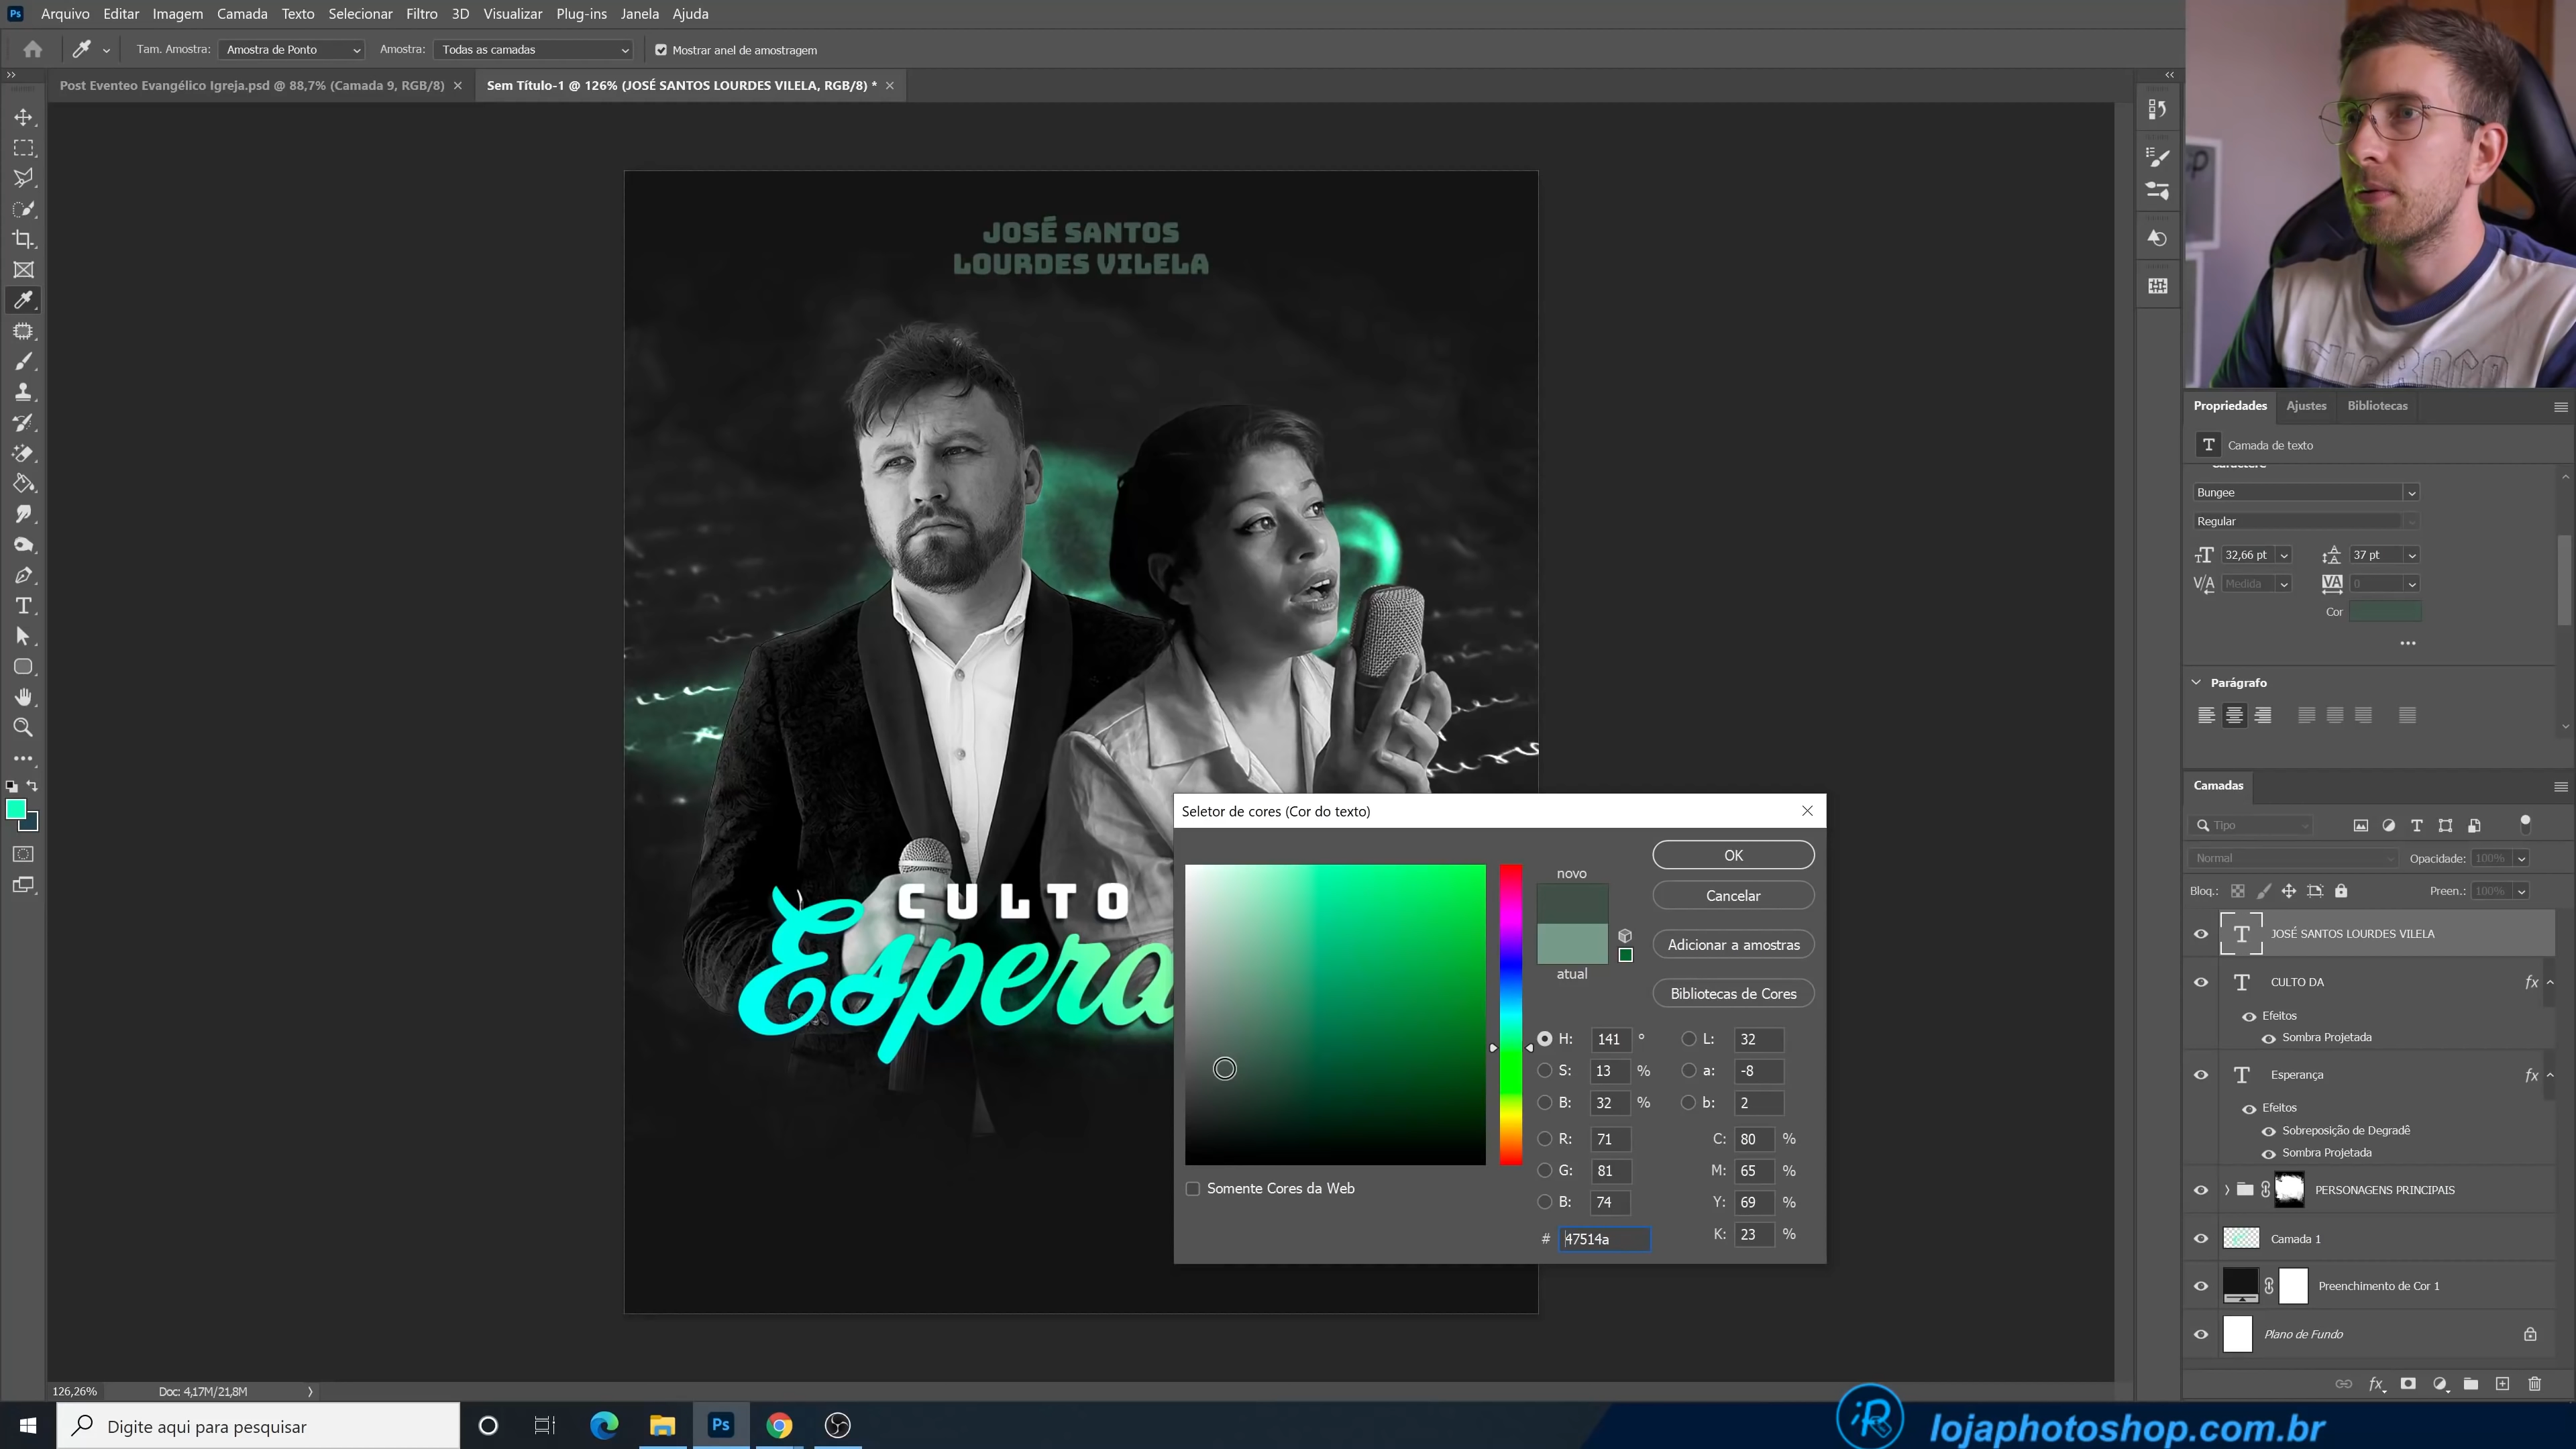 Ps Arquivo Editar Imagem Camada Texto Selecionar Filtro 3D Visualizar Plug-ins Janela Ajuda
Tam. Amostra: Amostra de Ponto Amostra: Todas as camadas Mostrar anel de amostragem
Post Eventeo Evangélico Igreja.psd @ 88,7% (Camada 9, RGB/8) × Sem Título-1 @ 126% (JOSÉ SANTOS LOURDES VILELA, RGB/8) * ×
JOSÉ SANTOS
LOURDES VILELA
CULTO
Espera
Seletor de cores (Cor do texto)
novo
atual
OK
Cancelar
Adicionar a amostras
Bibliotecas de Cores
H: 141 ° L: 32
S: 13 % a: -8
B: 32 % b: 2
R: 71 C: 80 %
G: 81 M: 65 %
B: 74 Y: 69 %
# 47514a K: 23 %
Somente Cores da Web
Propriedades Ajustes Bibliotecas
Camada de texto
Caractere
Bungee
Regular
32,66 pt 37 pt
Medida 0
Cor
Parágrafo
Camadas
Tipo
Normal Opacidade: 100%
Bloq.: Preen.: 100%
JOSÉ SANTOS LOURDES VILELA
CULTO DA fx
Efeitos
Sombra Projetada
Esperança fx
Efeitos
Sobreposição de Degradê
Sombra Projetada
PERSONAGENS PRINCIPAIS
Camada 1
Preenchimento de Cor 1
Plano de Fundo
fx
126,26% Doc: 4,17M/21,8M
Digite aqui para pesquisar
Ps
lojaphotoshop.com.br